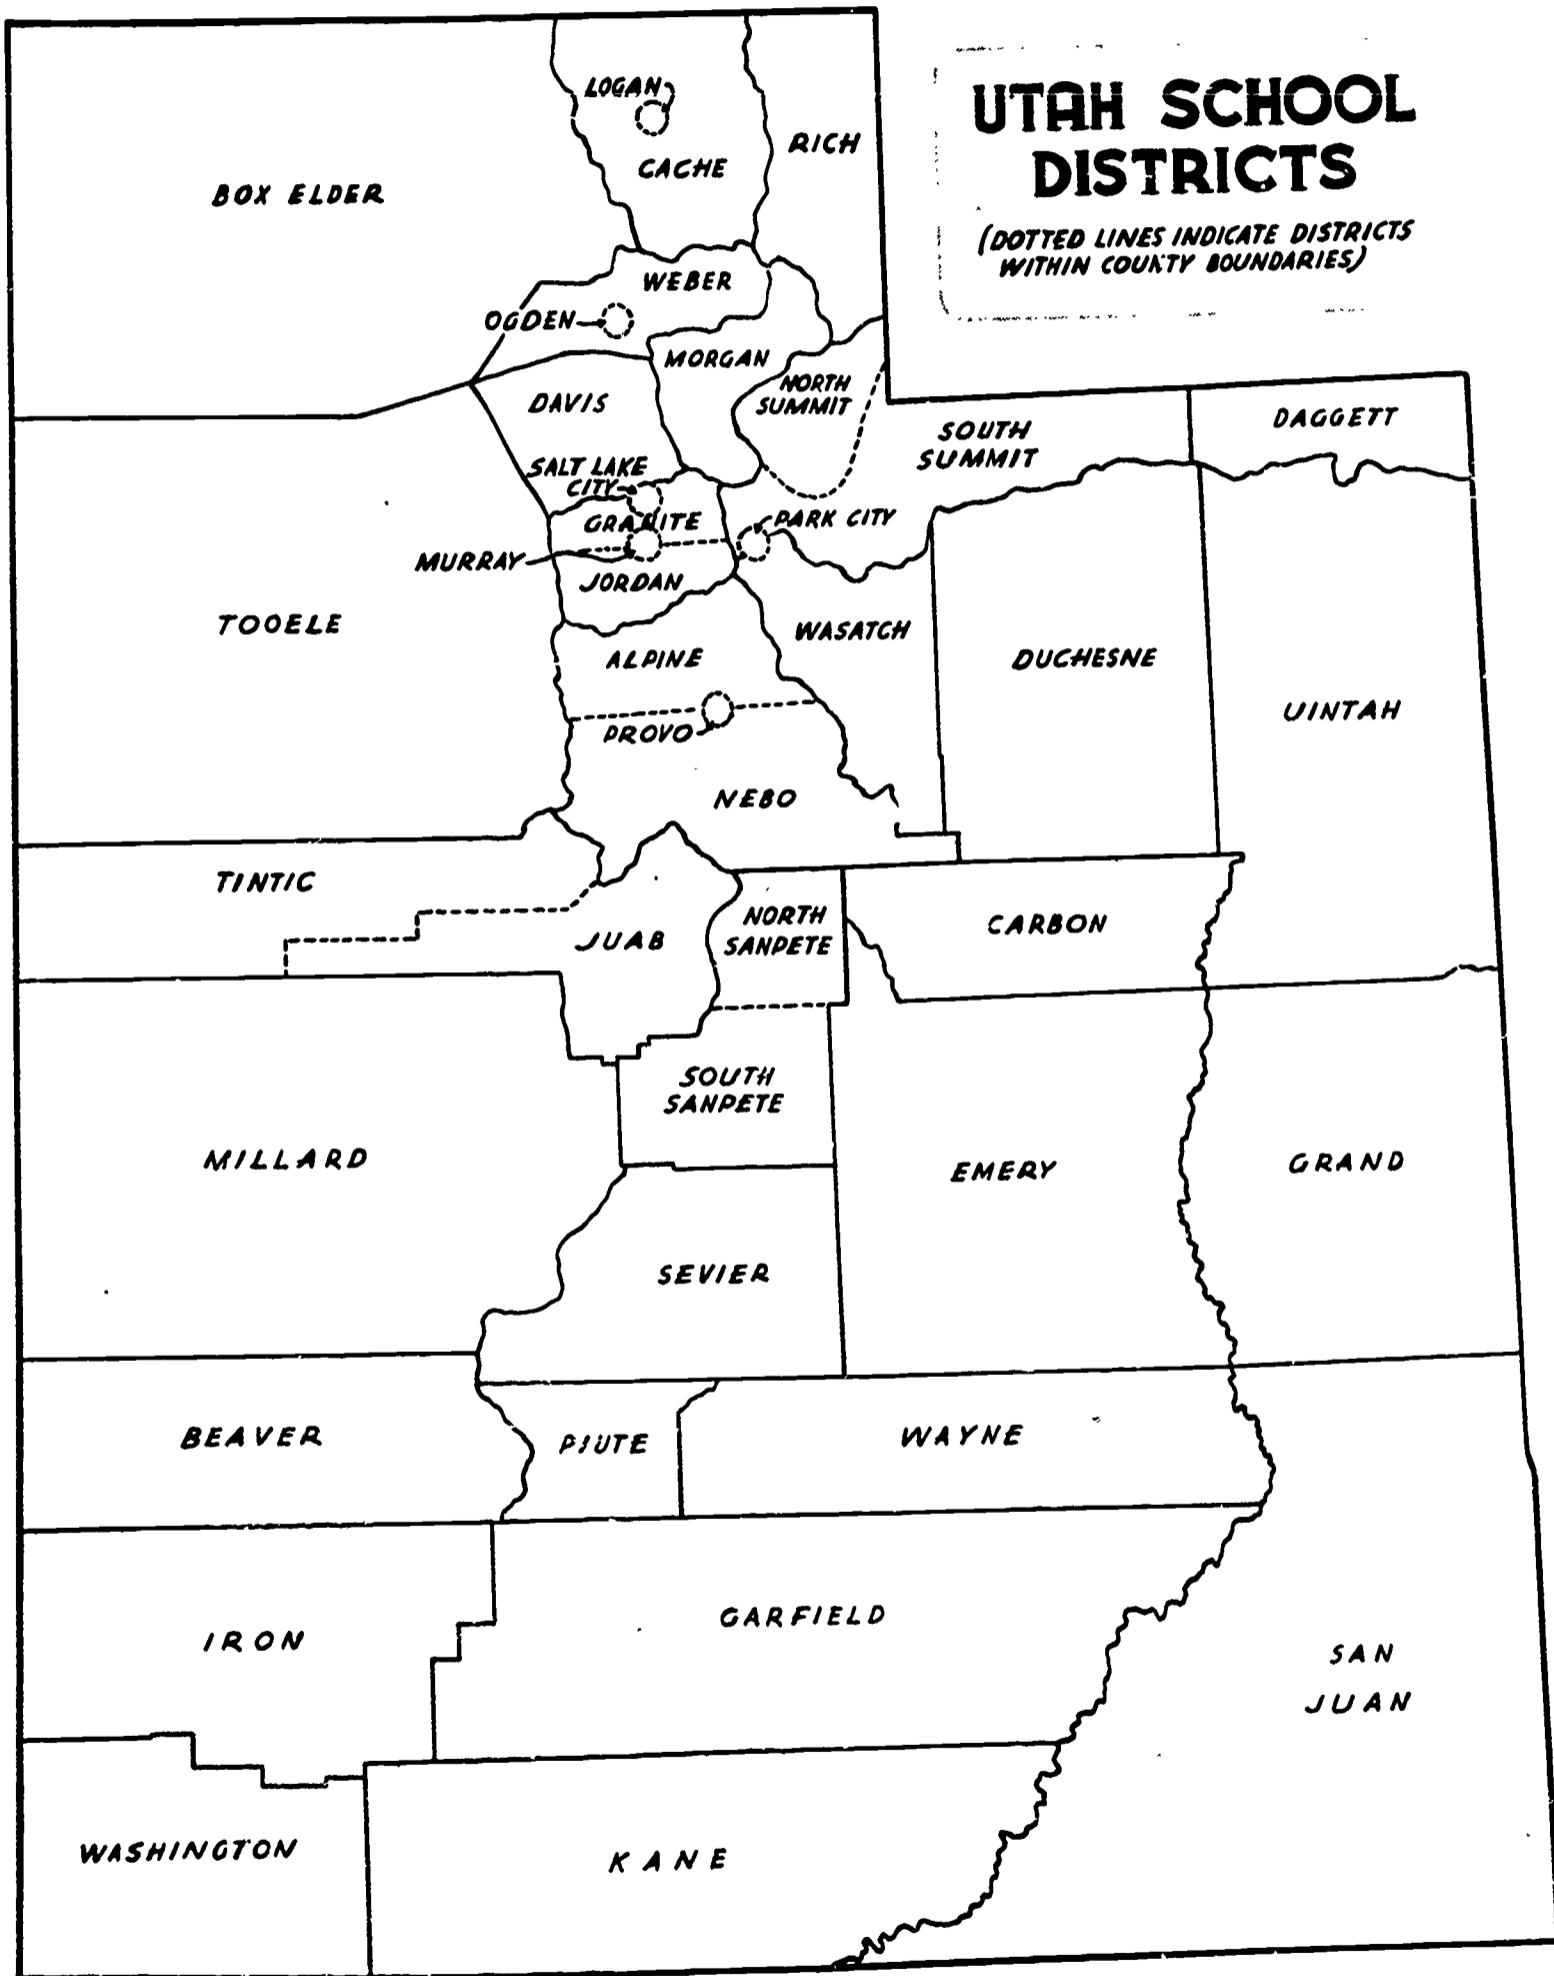 UTAH SCHOOL
DISTRICTS
(DOTTED LINES INDICATE DISTRICTS
WITHIN COUNTY BOUNDARIES)
LOGAN
CACHE
RICH
BOX ELDER
WEBER
OGDEN
MORGAN
NORTH
SUMMIT
DAVIS
SOUTH
SUMMIT
DAGGETT
SALT LAKE
CITY
GRANITE
PARK CITY
MURRAY
JORDAN
TOOELE
WASATCH
ALPINE
DUCHESNE
UINTAH
PROVO
NEBO
TINTIC
JUAB
NORTH
SANPETE
CARBON
SOUTH
SANPETE
MILLARD
EMERY
GRAND
SEVIER
BEAVER
PIUTE
WAYNE
IRON
GARFIELD
SAN
JUAN
WASHINGTON
KANE